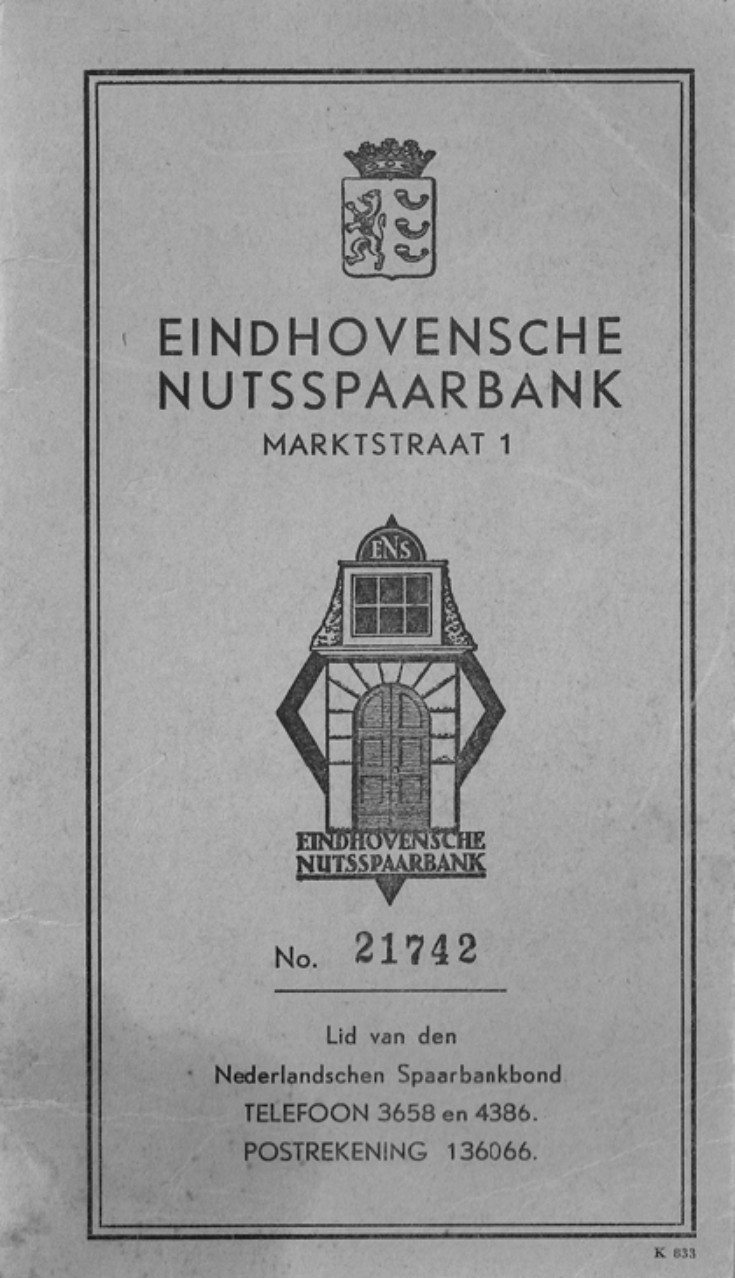 EINDHOVENSCHE
NUTSSPAARBANK
MARKTSTRAAT 1
ENS
EINDHOVENSCHE
NUTSSPAARBANK
No. 21742
Lid van den
Nederlandschen Spaarbankbond
TELEFOON 3658 en 4386.
POSTREKENING 136066.
K 833